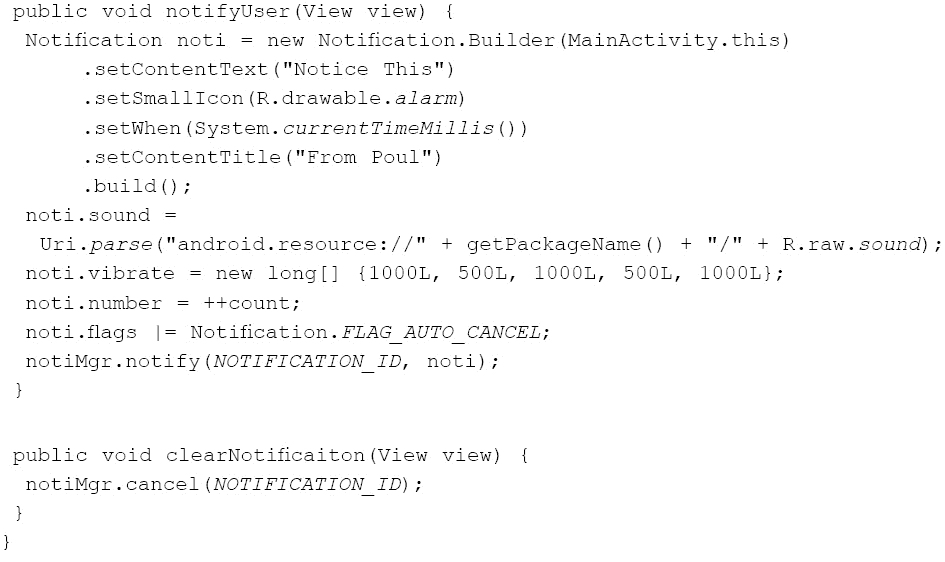 public void notifyUser(View view) {
Notification noti = new Notification.Builder(MainActivity.this)
.setContentText("Notice This")
.setSmallIcon(R.drawable.alarm)
.setWhen(System.currentTimeMillis())
.setContentTitle("From Poul")
.build();
noti.sound =
Uri.parse("android.resource://" + getPackageName() + "/" + R.raw.sound);
noti.vibrate = new long[] {1000L, 500L, 1000L, 500L, 1000L};
noti.number = ++count;
noti.flags |= Notification.FLAG_AUTO_CANCEL;
notiMgr.notify(NOTIFICATION_ID, noti);
}
public void clearNotificaiton(View view) {
notiMgr.cancel(NOTIFICATION_ID);
}
}